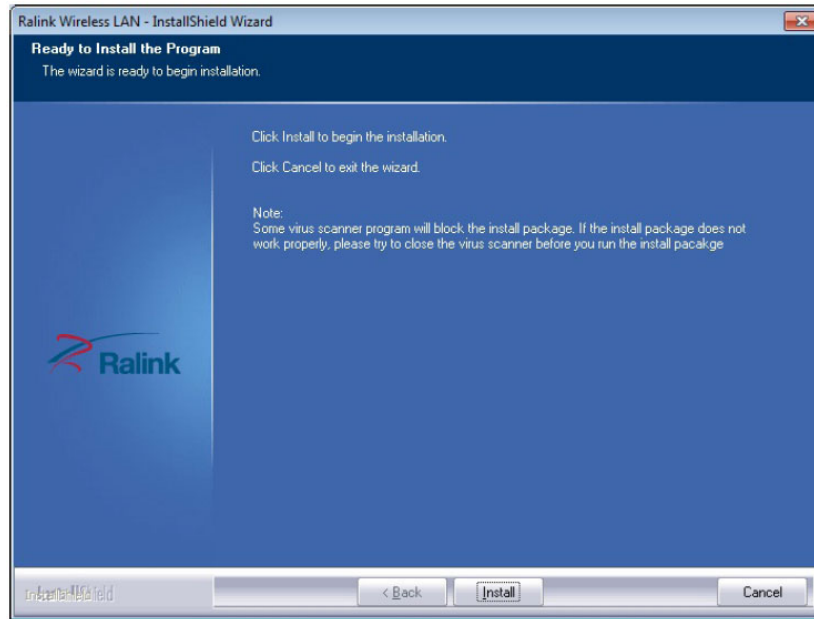 Ralink Wireless LAN - InstallShield Wizard
Ready to Install the Program
The wizard is ready to begin installation.
Click Install to begin the installation.
Click Cancel to exit the wizard.
Note:
Some virus scanner program will block the install package. If the install package does not
work properly, please try to close the virus scanner before you run the install pacakge
Ralink
< Back
Install
Cancel